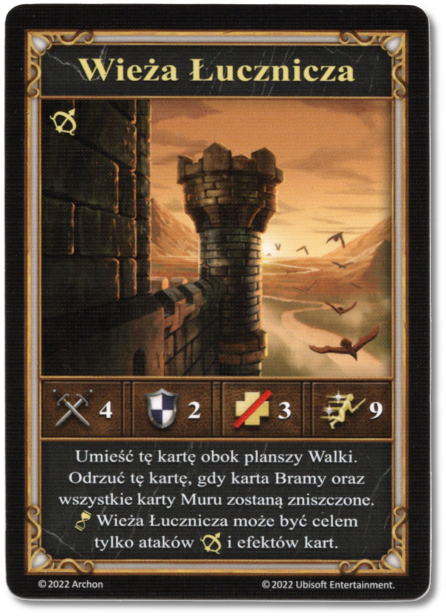 Wieża Łucznicza
4 2 3 9
Umieść tę kartę obok planszy Walki.
Odrzuć tę kartę, gdy karta Bramy oraz
wszystkie karty Muru zostaną zniszczone.
Wieża Łucznicza może być celem
tylko ataków i efektów kart.
© 2022 Archon © 2022 Ubisoft Entertainment.